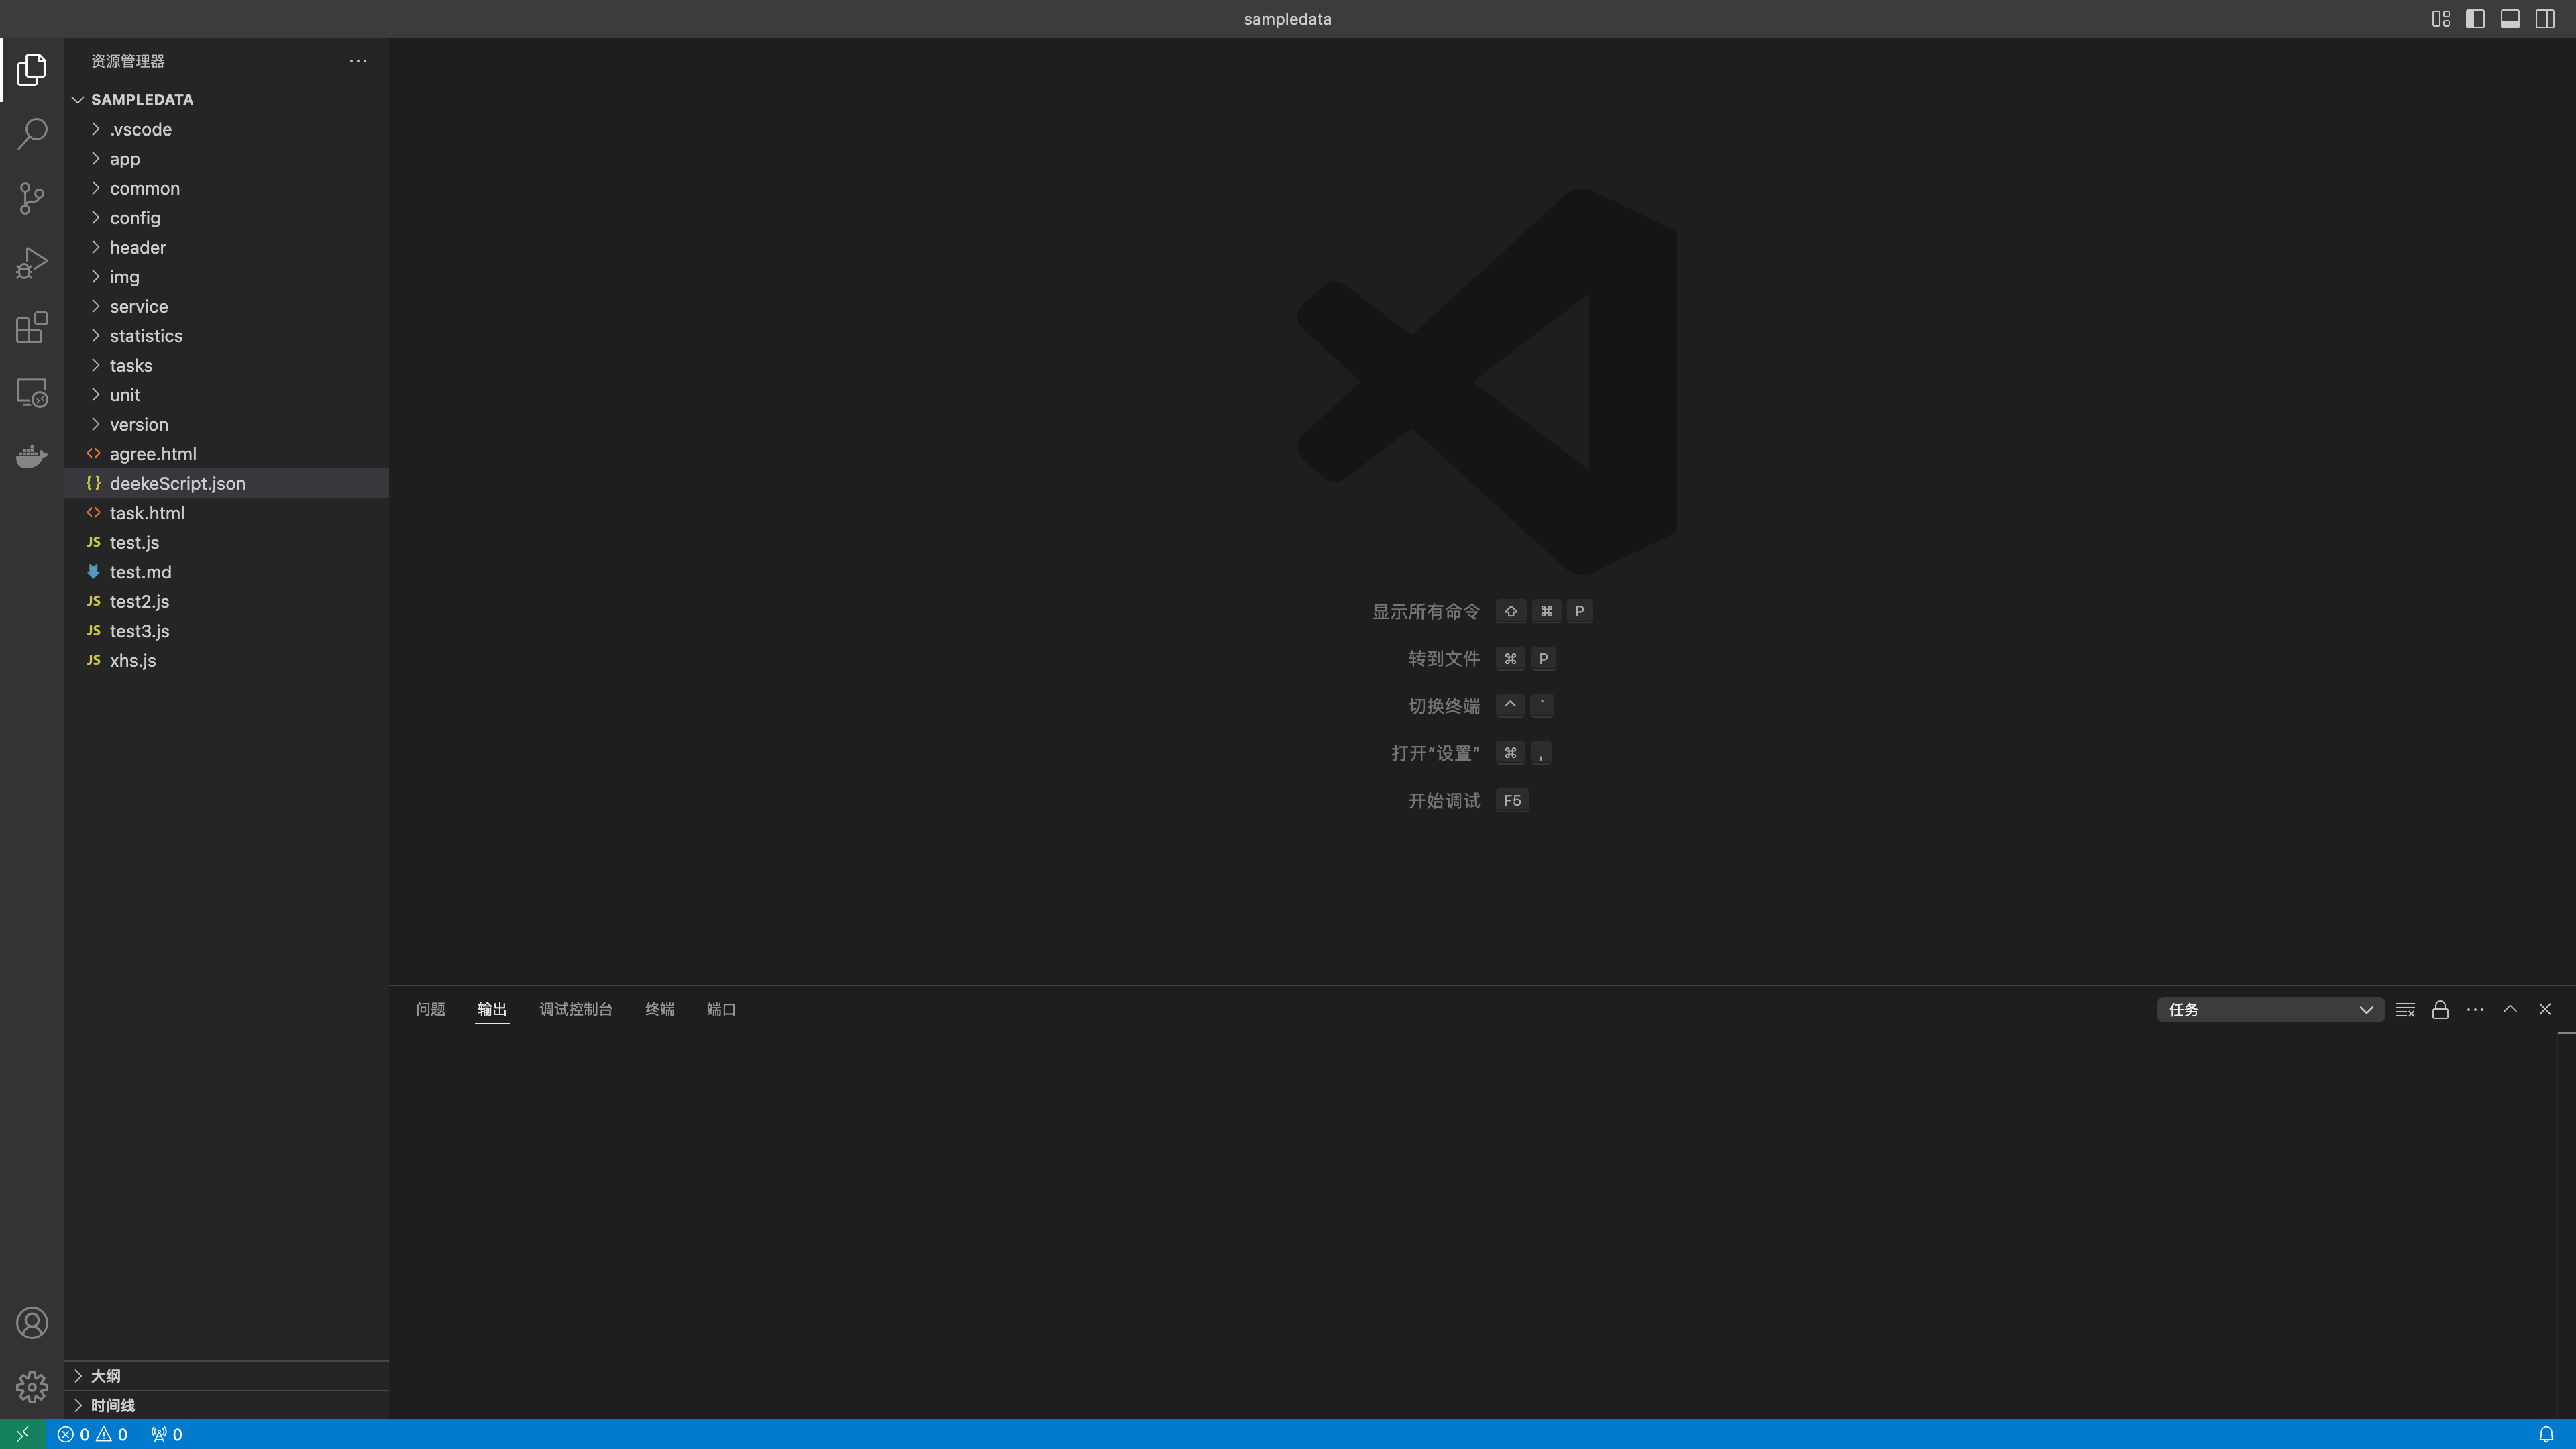 sampledata
资源管理器
SAMPLEDATA
.vscode
app
common
config
header
img
service
statistics
tasks
unit
version
agree.html
deekeScript.json
task.html
JS test.js
test.md
JS test2.js
JS test3.js
JS xhs.js
大纲
时间线
显示所有命令 ⇧ ⌘ P
转到文件 ⌘ P
切换终端 ^ `
打开“设置” ⌘ ,
开始调试 F5
问题 输出 调试控制台 终端 端口 任务
0 0 0